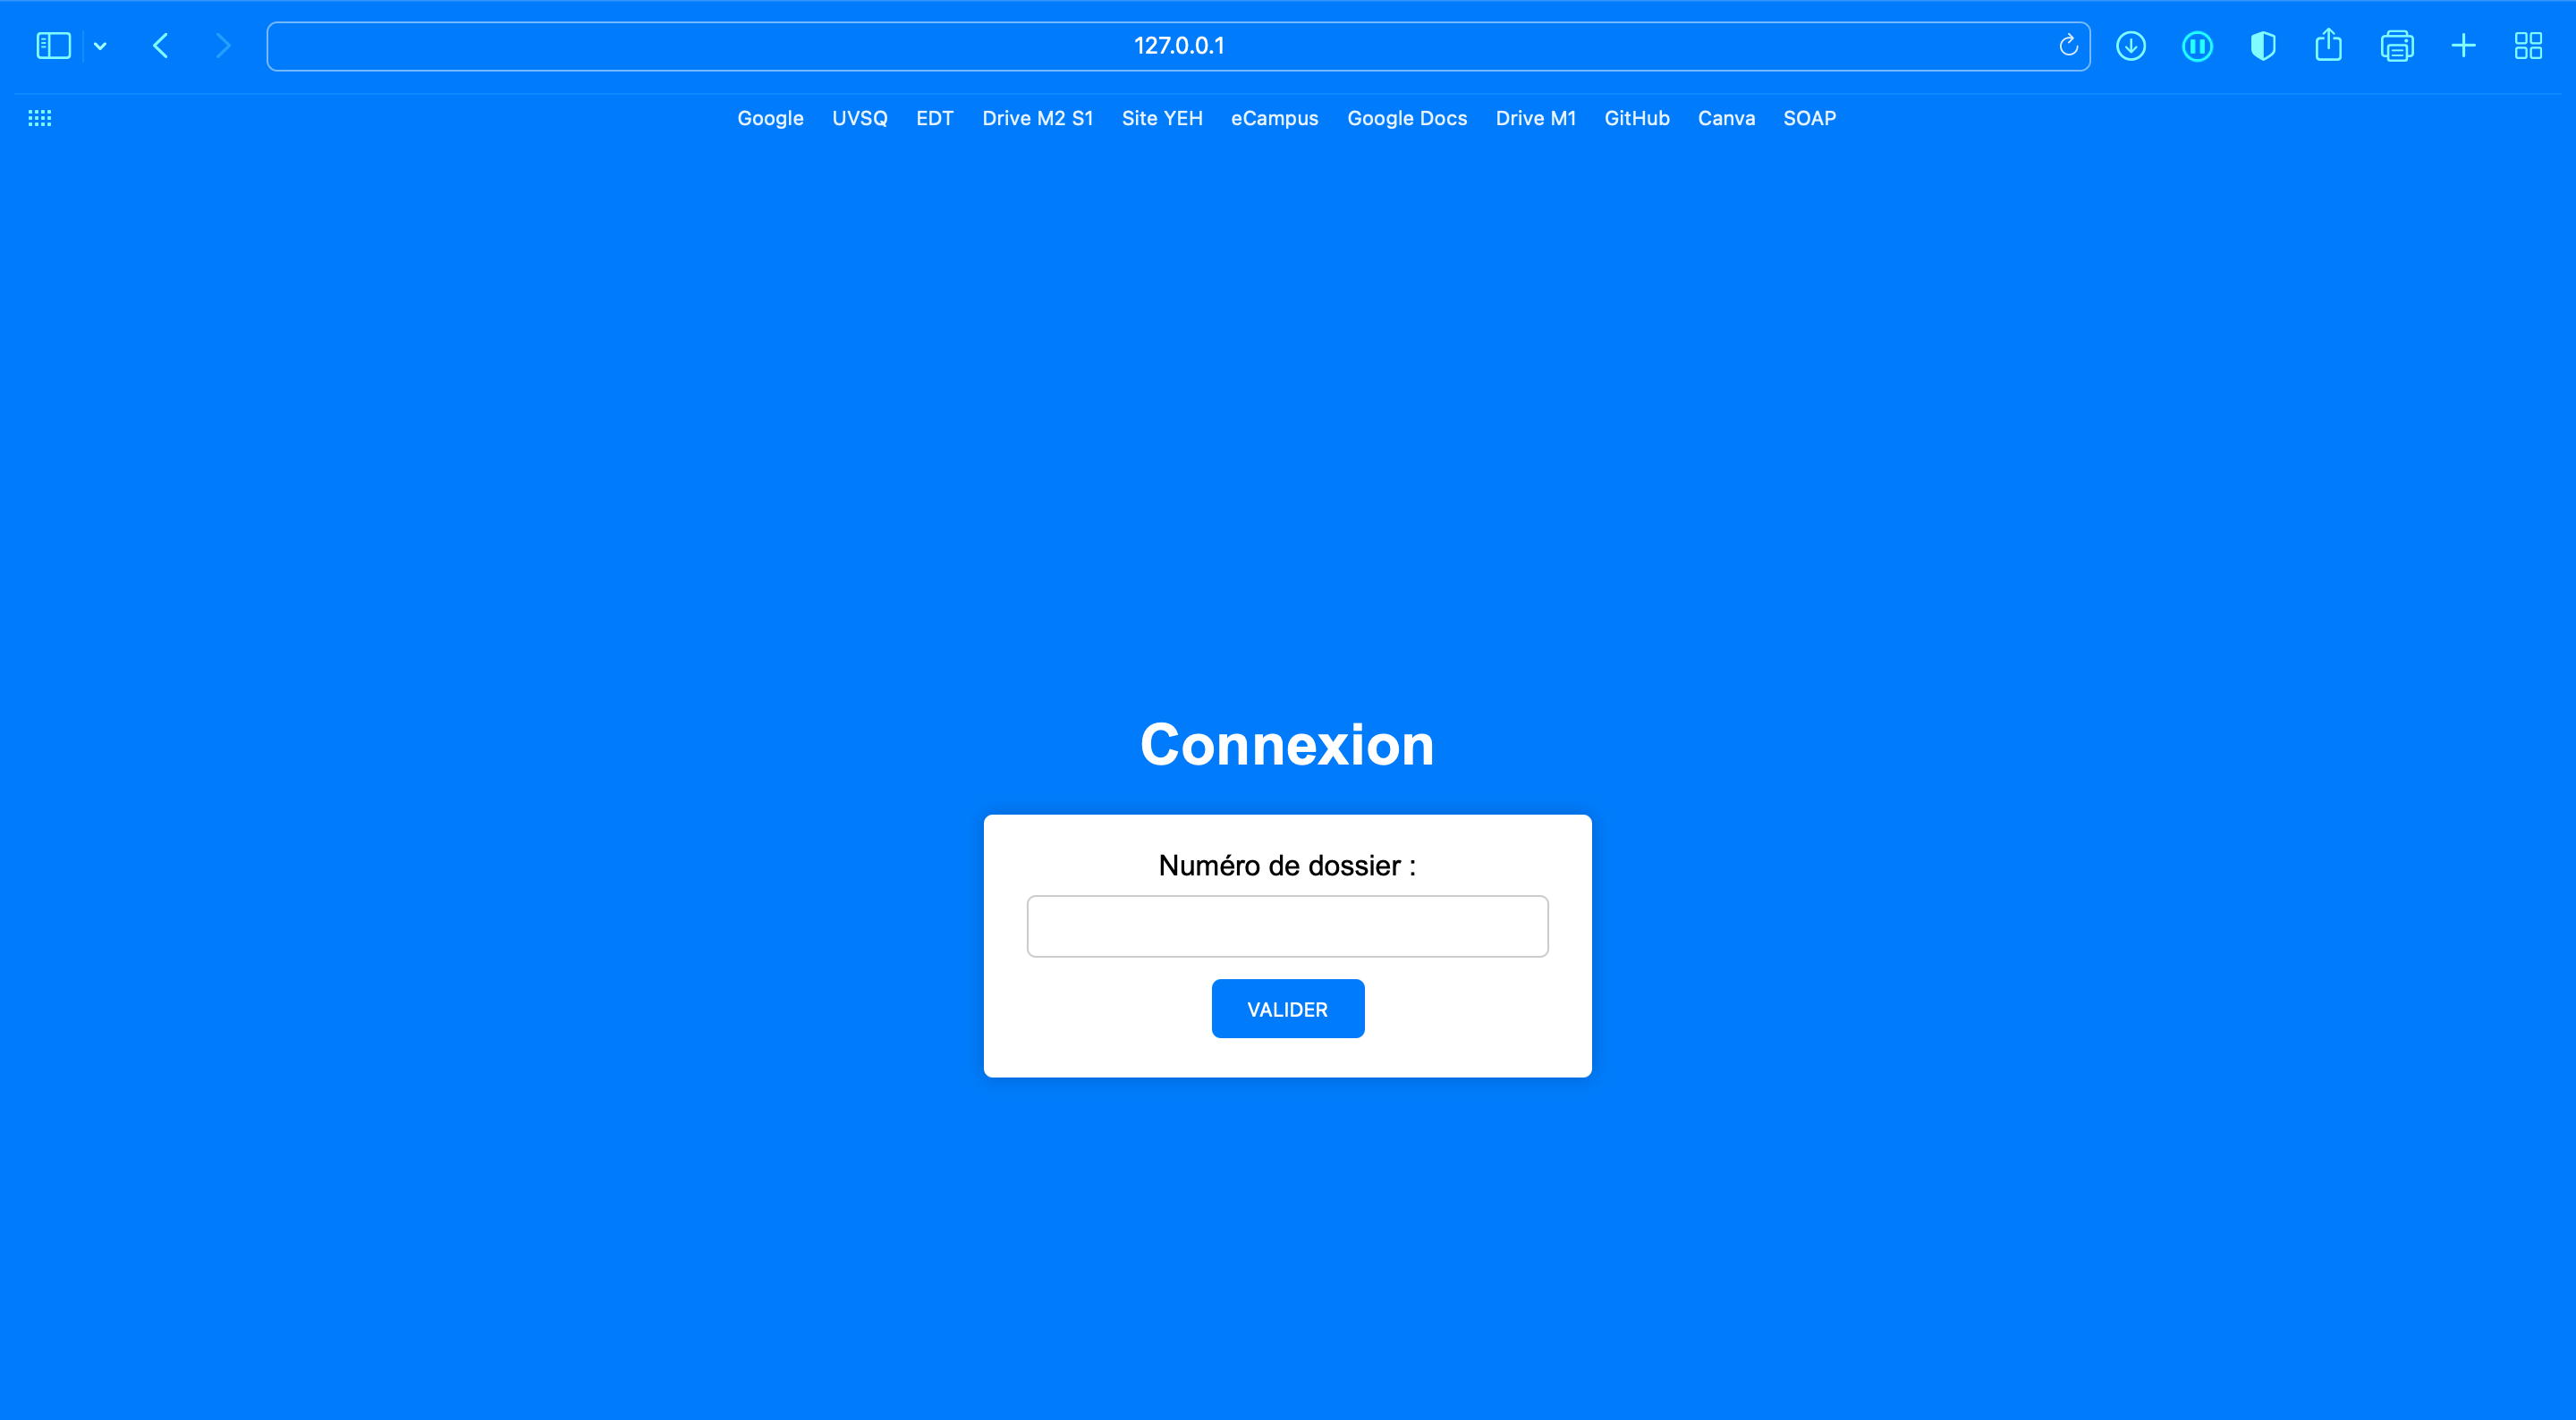 127.0.0.1
Google UVSQ EDT Drive M2 S1 Site YEH eCampus Google Docs Drive M1 GitHub Canva SOAP
Connexion
Numéro de dossier :
VALIDER